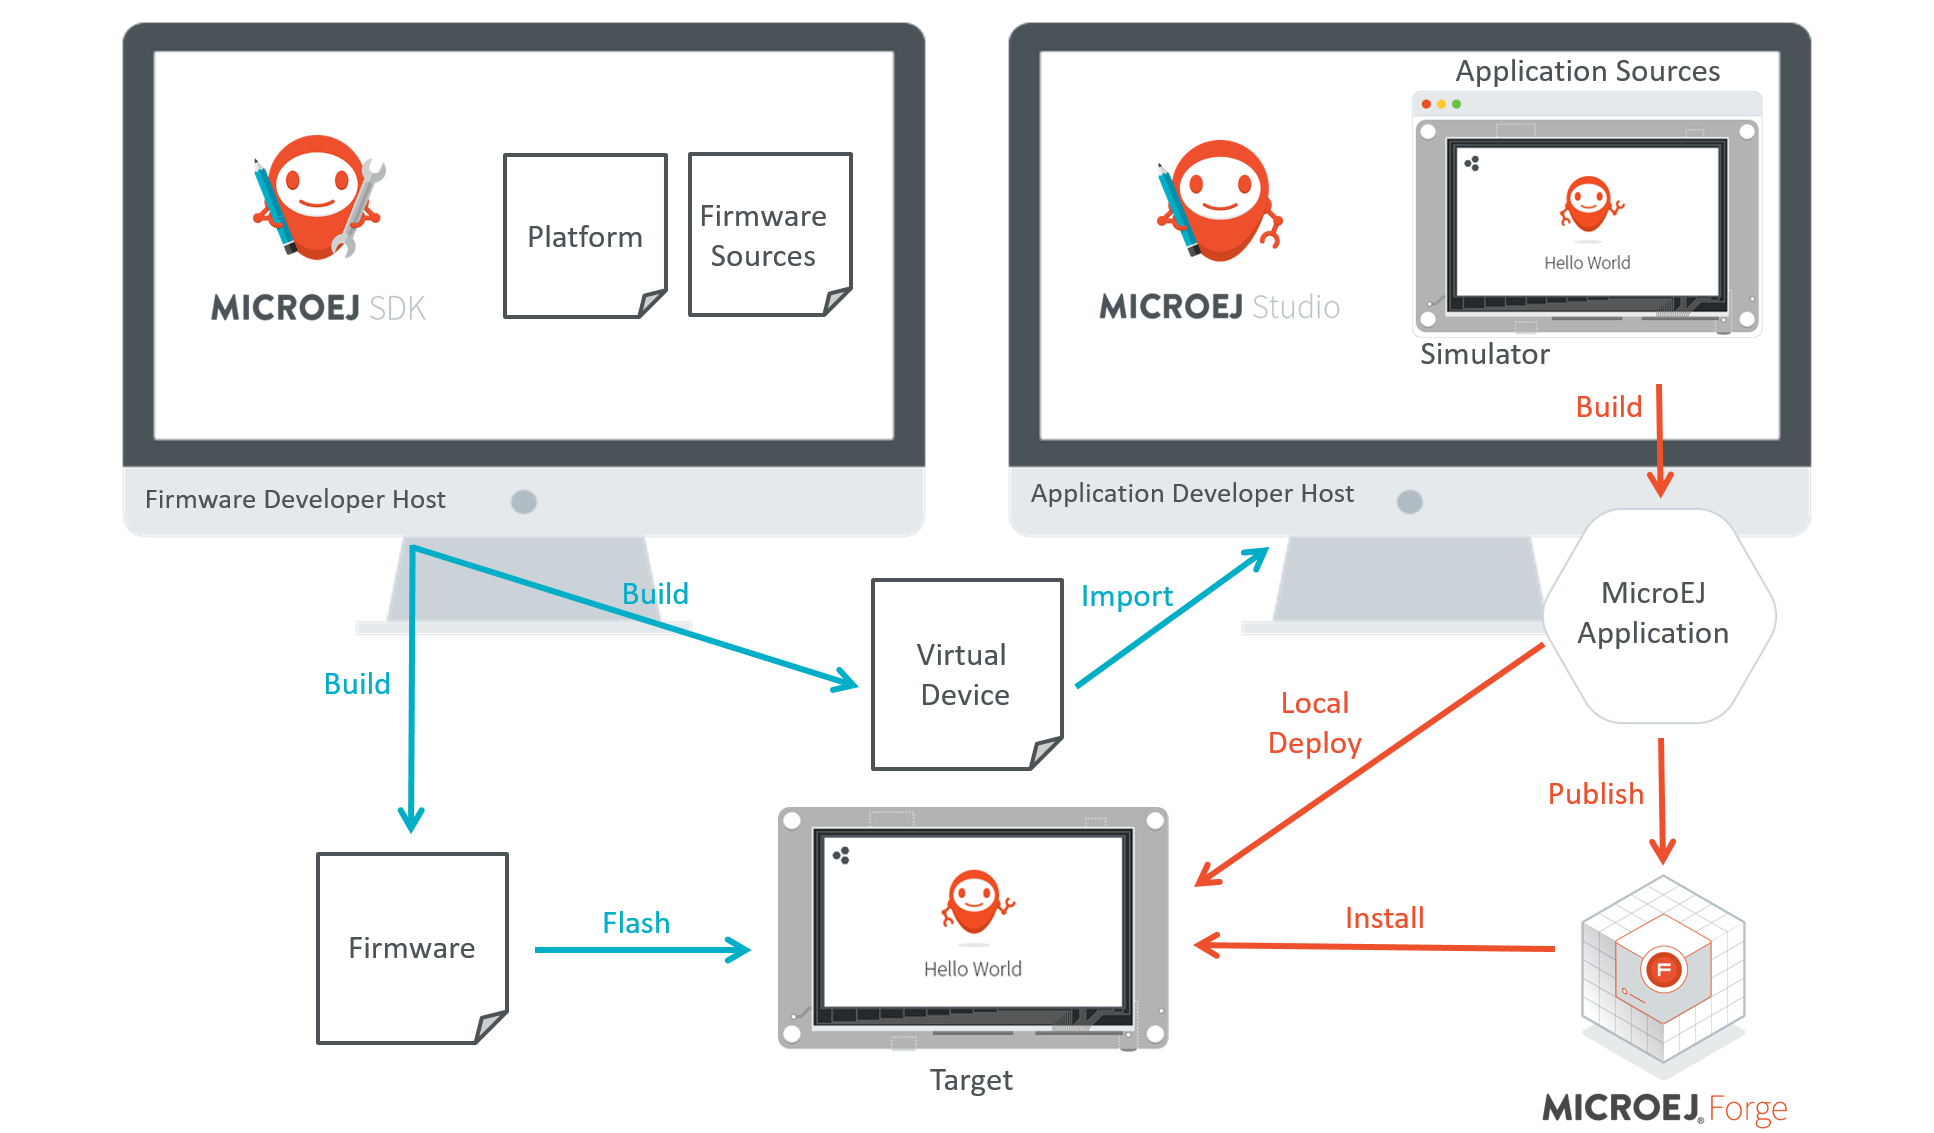 MICROEJ SDK
Platform
Firmware
Sources
Firmware Developer Host
Application Sources
Hello World
MICROEJ Studio
Simulator
Build
Application Developer Host
MicroEJ
Application
Build
Build
Import
Virtual
Device
Local
Deploy
Publish
Firmware
Flash
Hello World
Target
Install
F
MICROEJ® Forge